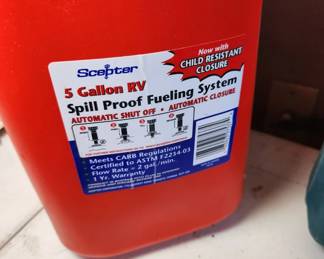 Scepter
Now with
CHILD RESISTANT
CLOSURE
5 Gallon RV
Spill Proof Fueling System
AUTOMATIC SHUT OFF • AUTOMATIC CLOSURE
• Meets CARB Regulations
• Certified to ASTM F2234-03
• Flow Rate = 2 gal./min.
• 1 Yr. Warranty